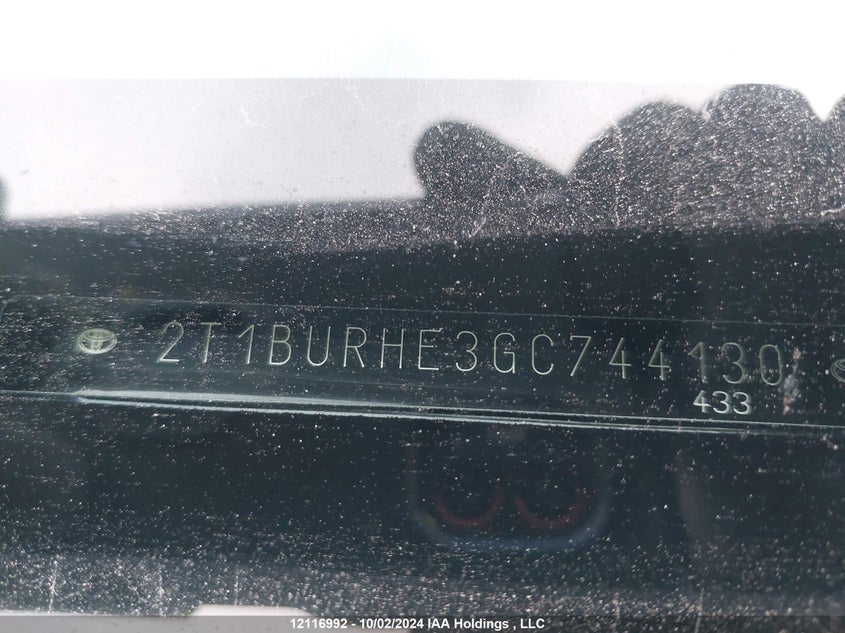 2T1BURHE3GC744130
433
12116992 - 10/02/2024 IAA Holdings , LLC